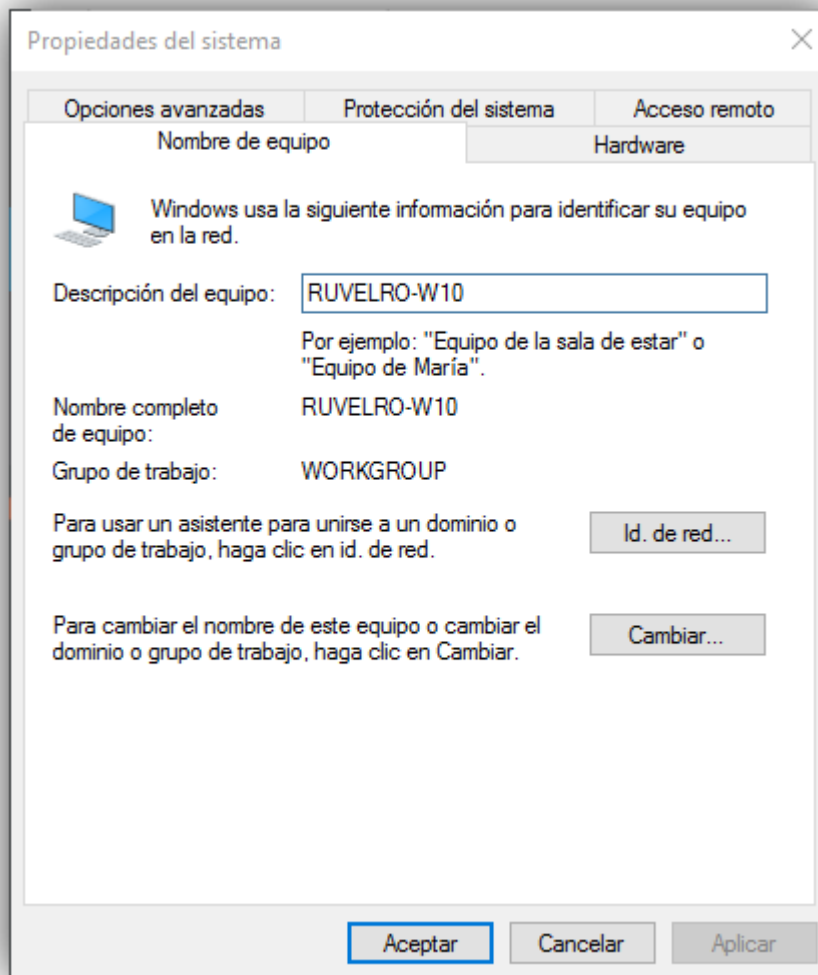 Propiedades del sistema
Opciones avanzadas
Protección del sistema
Acceso remoto
Nombre de equipo
Hardware
Windows usa la siguiente información para identificar su equipo
en la red.
Descripción del equipo:
RUVELRO-W10
Por ejemplo: "Equipo de la sala de estar" o
"Equipo de María".
Nombre completo
de equipo:
RUVELRO-W10
Grupo de trabajo:
WORKGROUP
Para usar un asistente para unirse a un dominio o
grupo de trabajo, haga clic en id. de red.
Id. de red...
Para cambiar el nombre de este equipo o cambiar el
dominio o grupo de trabajo, haga clic en Cambiar.
Cambiar...
Aceptar
Cancelar
Aplicar